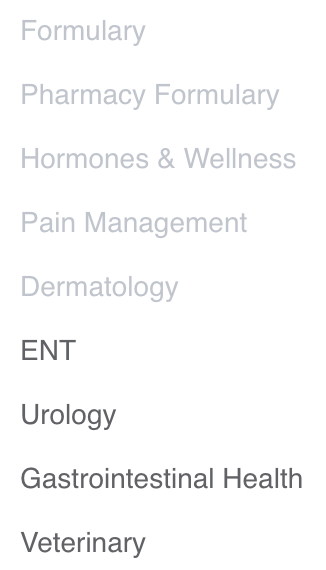 Formulary
Pharmacy Formulary
Hormones & Wellness
Pain Management
Dermatology
ENT
Urology
Gastrointestinal Health
Veterinary